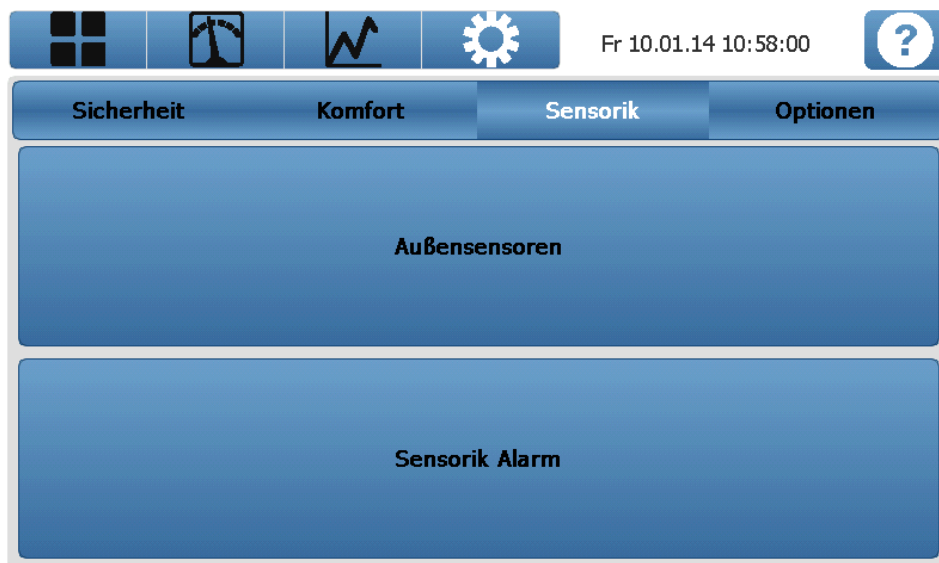 Fr 10.01.14 10:58:00
?
Sicherheit Komfort Sensorik Optionen
Außensensoren
Sensorik Alarm